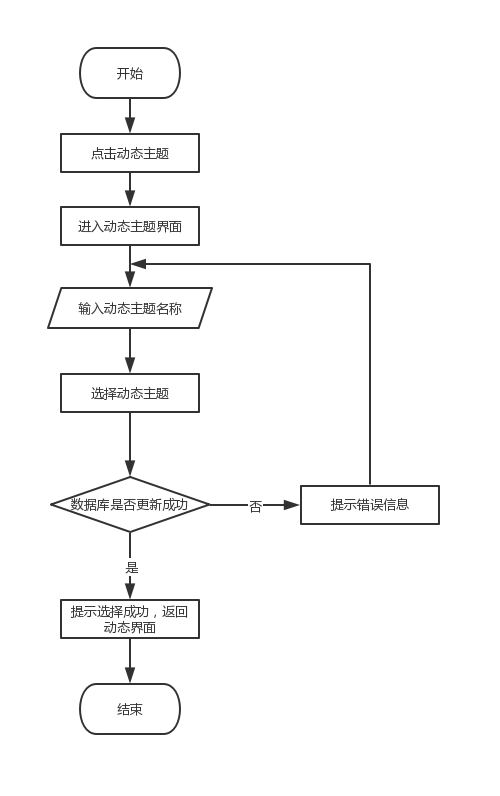 开始
点击动态主题
进入动态主题界面
输入动态主题名称
选择动态主题
数据库是否更新成功
否
提示错误信息
是
提示选择成功，返回
动态界面
结束